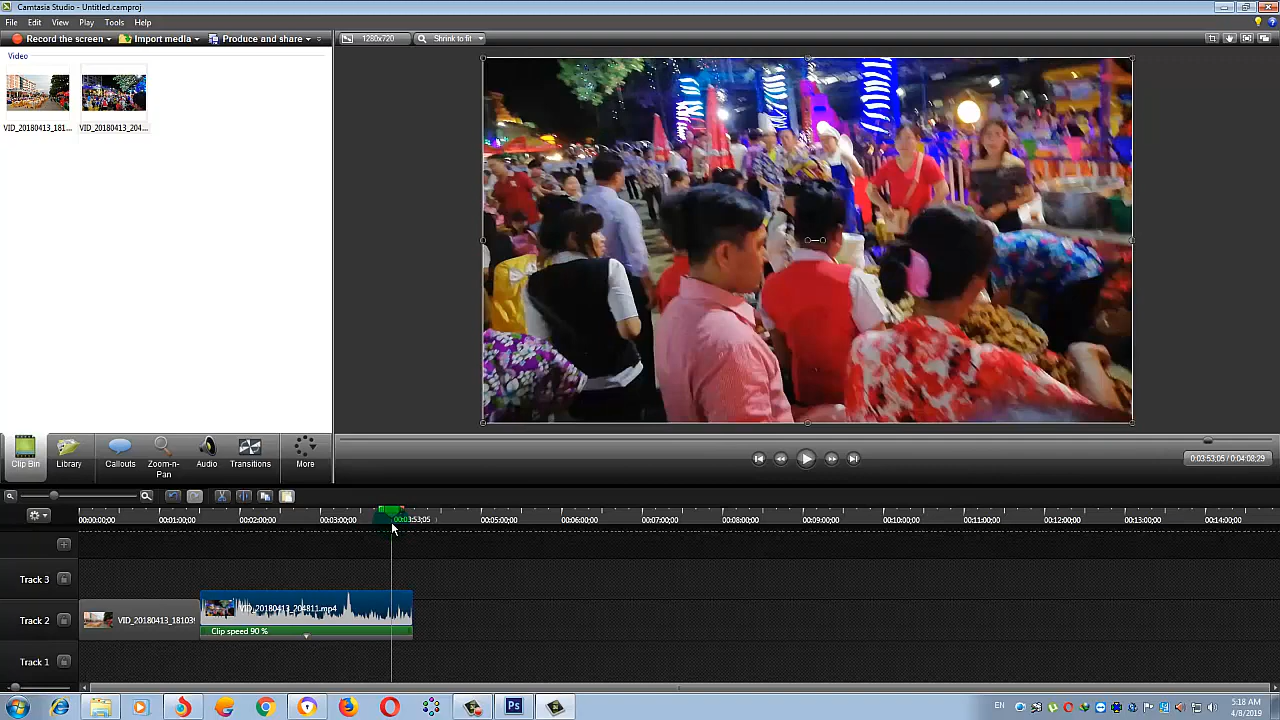 Camtasia Studio - Untitled.camproj
File Edit View Play Tools Help
Record the screen Import media Produce and share
1280x720 Shrink to fit
Video
VID_20180413_181... VID_20180413_204...
Clip Bin Library Callouts Zoom-n-Pan Audio Transitions More
0:03:53;05 / 0:04:08;29
00:00:00;00 00:01:00;00 00:02:00;00 00:03:00;00 00:03:53;05 00:05:00;00 00:06:00;00 00:07:00;00 00:08:00;00 00:09:00;00 00:10:00;00 00:11:00;00 00:12:00;00 00:13:00;00 00:14:00;00
Track 3
Track 2 VID_20180413_18103 VID_20180413_204811.mp4
Clip speed 90 %
Track 1
EN 5:18 AM
4/8/2019